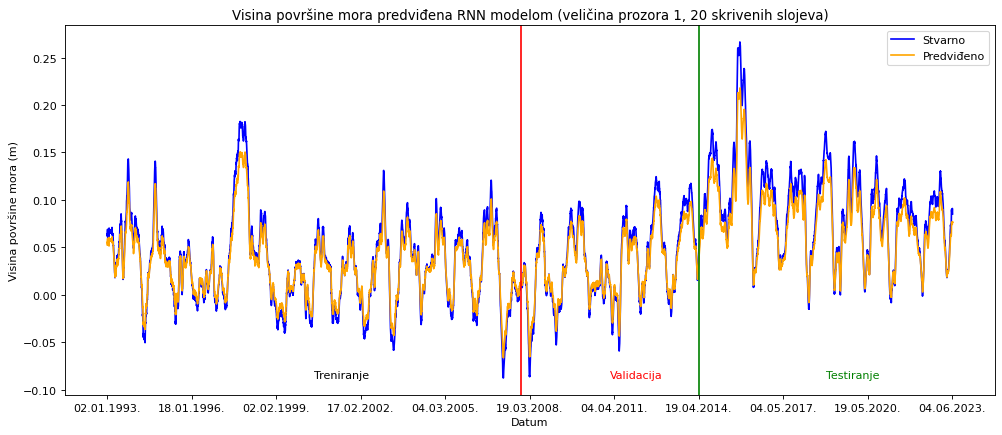 Visina površine mora predviđena RNN modelom (veličina prozora 1, 20 skrivenih slojeva)
Stvarno
Predviđeno
Visina površine mora (m)
0.25
0.20
0.15
0.10
0.05
0.00
−0.05
−0.10
Treniranje
Validacija
Testiranje
02.01.1993.
18.01.1996.
02.02.1999.
17.02.2002.
04.03.2005.
19.03.2008.
04.04.2011.
19.04.2014.
04.05.2017.
19.05.2020.
04.06.2023.
Datum